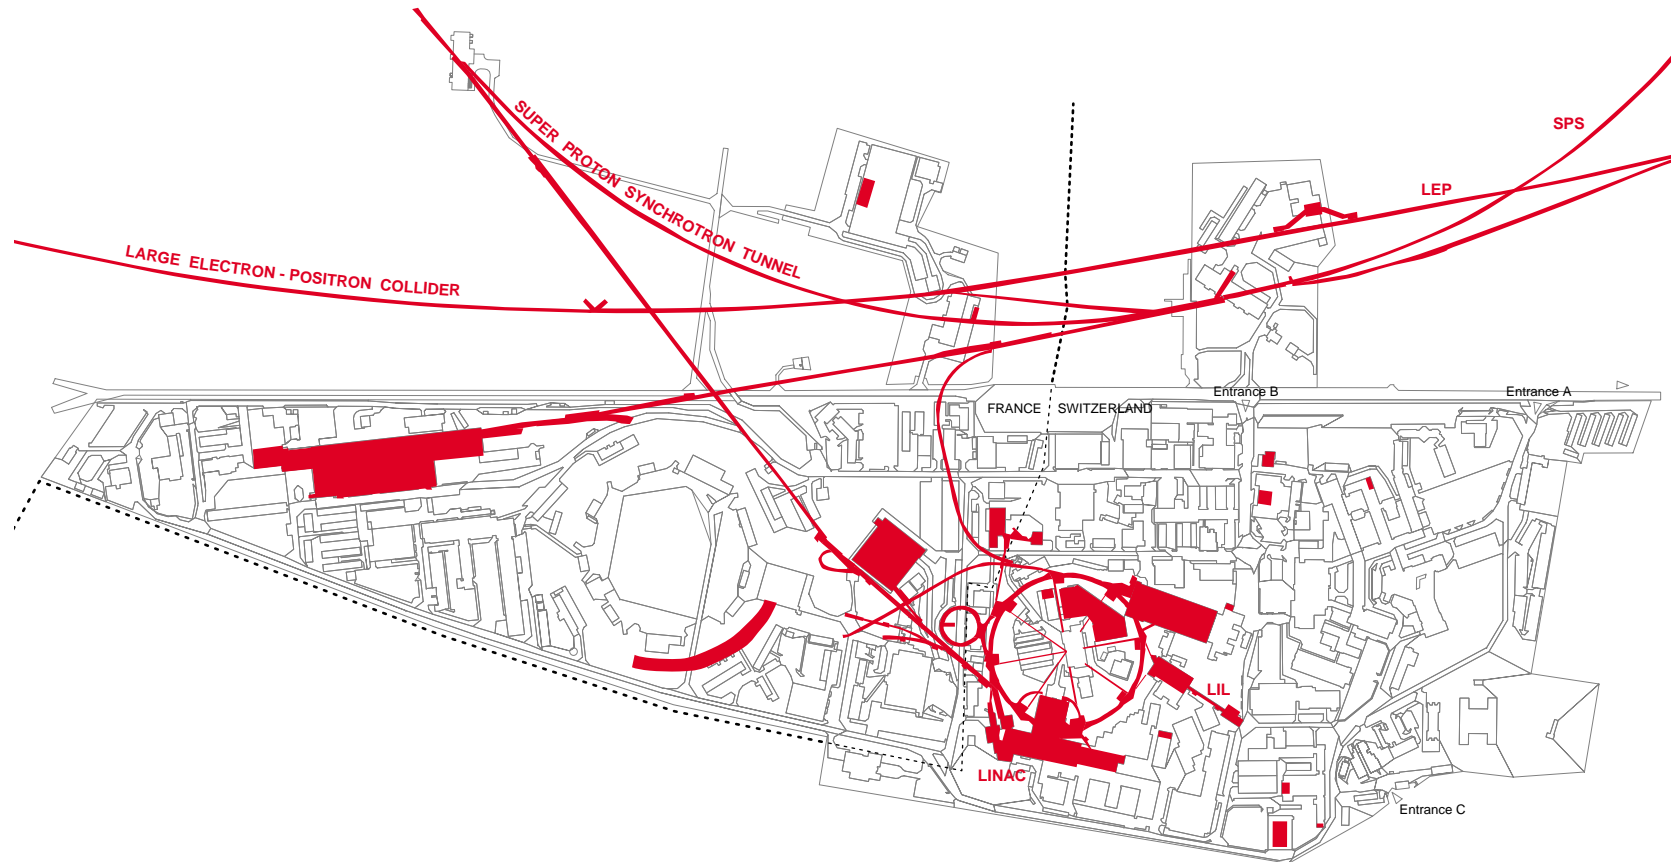 SUPER PROTON SYNCHROTRON TUNNEL
SPS
LEP
LARGE ELECTRON - POSITRON COLLIDER
Entrance B
Entrance A
FRANCE SWITZERLAND
LIL
LINAC
Entrance C